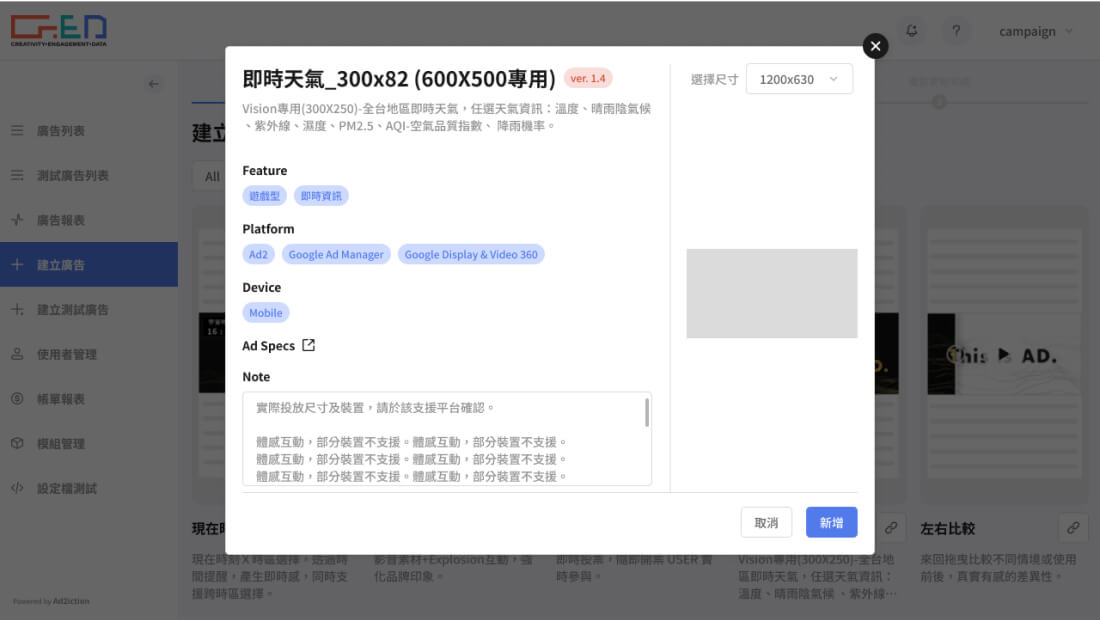 CREATIVITY•ENGAGEMENT•DATA
campaign
廣告列表
測試廣告列表
廣告報表
建立廣告
建立測試廣告
使用者管理
帳單報表
模組管理
設定檔測試
Powered by Ad2iction
建立
All
即時天氣_300x82 (600X500專用)
ver. 1.4
Vision專用(300X250)-全台地區即時天氣，任選天氣資訊：溫度、晴雨陰氣候
、紫外線、濕度、PM2.5、AQI-空氣品質指數、 降雨機率。
Feature
遊戲型
即時資訊
Platform
Ad2
Google Ad Manager
Google Display & Video 360
Device
Mobile
Ad Specs
Note
實際投放尺寸及裝置，請於該支援平台確認。
體感互動，部分裝置不支援。體感互動，部分裝置不支援。
體感互動，部分裝置不支援。體感互動，部分裝置不支援。
體感互動，部分裝置不支援。體感互動，部分裝置不支援。
選擇尺寸
1200x630
取消
新增
This is AD.
現在時
現在時刻Ｘ時區選擇，透過時
間提醒，產生即時感，同時支
援跨時區選擇。
影音素材+Explosion互動，強
化品牌印象。
即時投票，隨即開票 USER 實
時參與。
Vision專用(300X250)-全台地
區即時天氣，任選天氣資訊：
溫度、晴雨陰氣候 、紫外線…
左右比較
來回拖曳比較不同情境或使用
前後，真實有感的差異性。